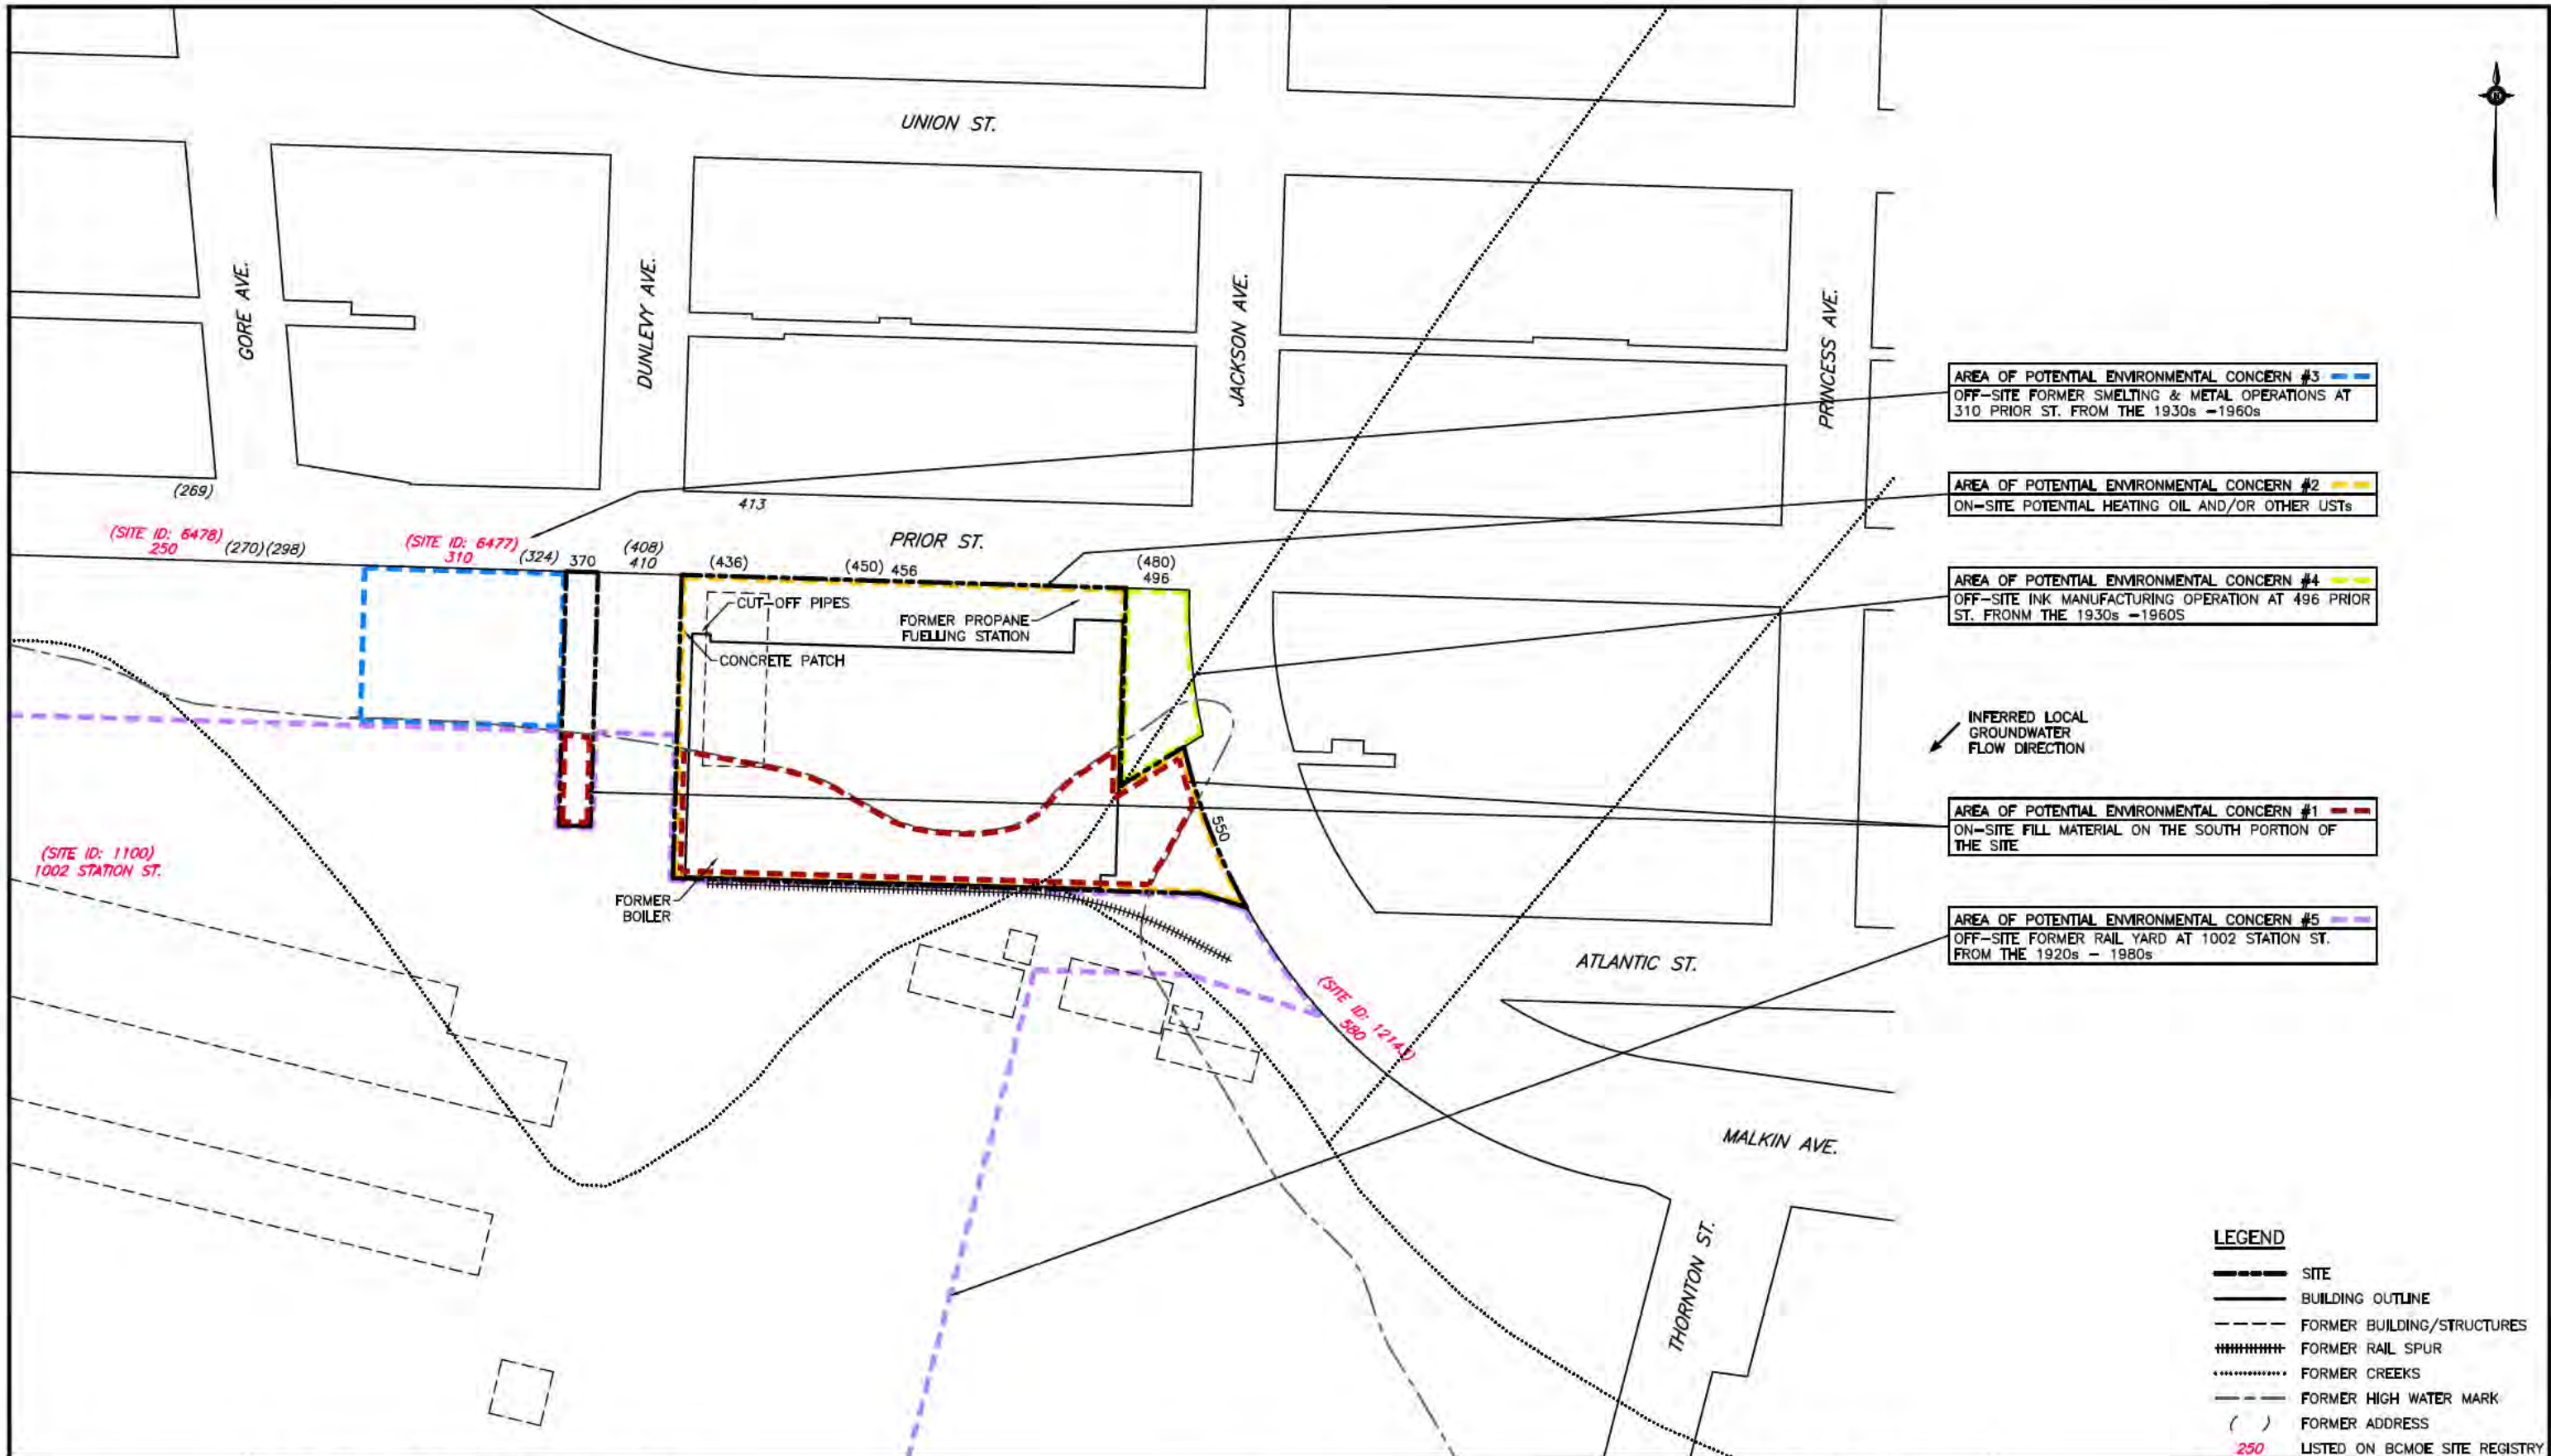 UNION ST.
GORE AVE.
DUNLEVY AVE.
JACKSON AVE.
PRINCESS AVE.
AREA OF POTENTIAL ENVIRONMENTAL CONCERN #3
OFF-SITE FORMER SMELTING & METAL OPERATIONS AT
310 PRIOR ST. FROM THE 1930s -1960s
AREA OF POTENTIAL ENVIRONMENTAL CONCERN #2
ON-SITE POTENTIAL HEATING OIL AND/OR OTHER USTs
(269)
413
(SITE ID: 6478)
250
(270)(298)
(SITE ID: 6477)
310
(324)
370
(408)
410
(436)
PRIOR ST.
(450) 456
(480)
496
AREA OF POTENTIAL ENVIRONMENTAL CONCERN #4
OFF-SITE INK MANUFACTURING OPERATION AT 496 PRIOR
ST. FRONM THE 1930s -1960S
CUT-OFF PIPES
FORMER PROPANE
FUELLING STATION
CONCRETE PATCH
INFERRED LOCAL
GROUNDWATER
FLOW DIRECTION
AREA OF POTENTIAL ENVIRONMENTAL CONCERN #1
ON-SITE FILL MATERIAL ON THE SOUTH PORTION OF
THE SITE
550
(SITE ID: 1100)
1002 STATION ST.
FORMER
BOILER
AREA OF POTENTIAL ENVIRONMENTAL CONCERN #5
OFF-SITE FORMER RAIL YARD AT 1002 STATION ST.
FROM THE 1920s - 1980s
ATLANTIC ST.
(SITE ID:
580
MALKIN AVE.
THORNTON ST.
LEGEND
SITE
BUILDING OUTLINE
FORMER BUILDING/STRUCTURES
FORMER RAIL SPUR
FORMER CREEKS
FORMER HIGH WATER MARK
( ) FORMER ADDRESS
250 LISTED ON BCMOE SITE REGISTRY